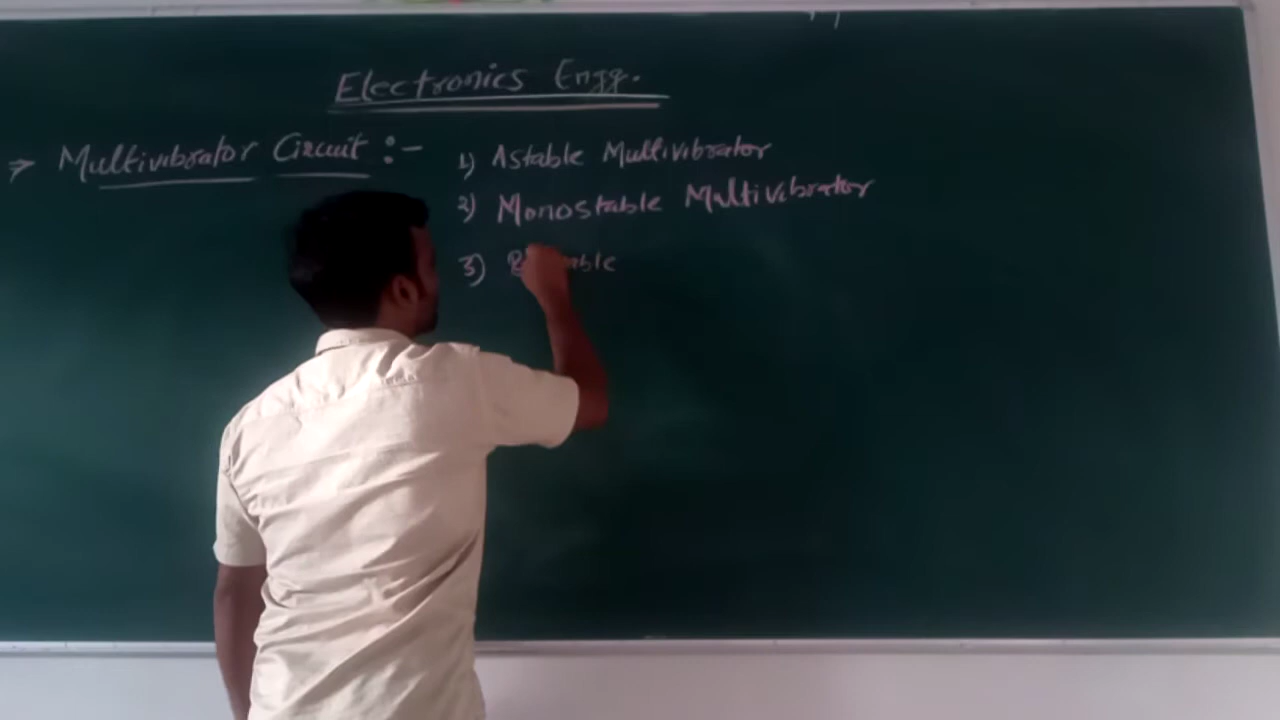 Electronics Engg.
→ Multivibrator Circuit :-
1) Astable Multivibrator
2) Monostable Multivibrator
3)